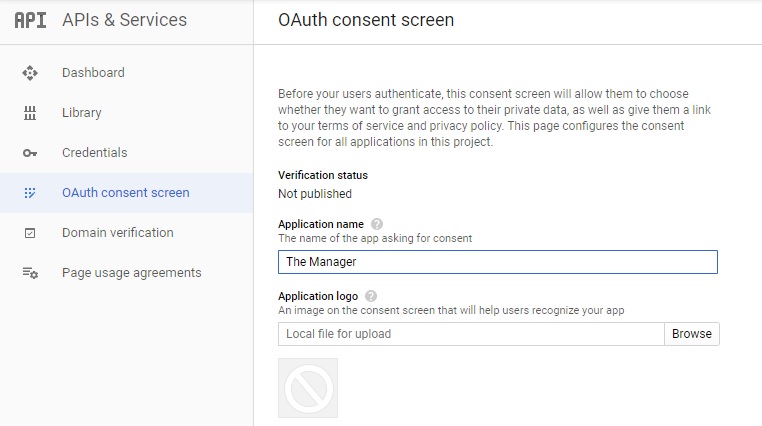 API APIs & Services
OAuth consent screen
Dashboard
Library
Credentials
OAuth consent screen
Domain verification
Page usage agreements
Before your users authenticate, this consent screen will allow them to choose
whether they want to grant access to their private data, as well as give them a link
to your terms of service and privacy policy. This page configures the consent
screen for all applications in this project.
Verification status
Not published
Application name ?
The name of the app asking for consent
The Manager
Application logo ?
An image on the consent screen that will help users recognize your app
Local file for upload Browse